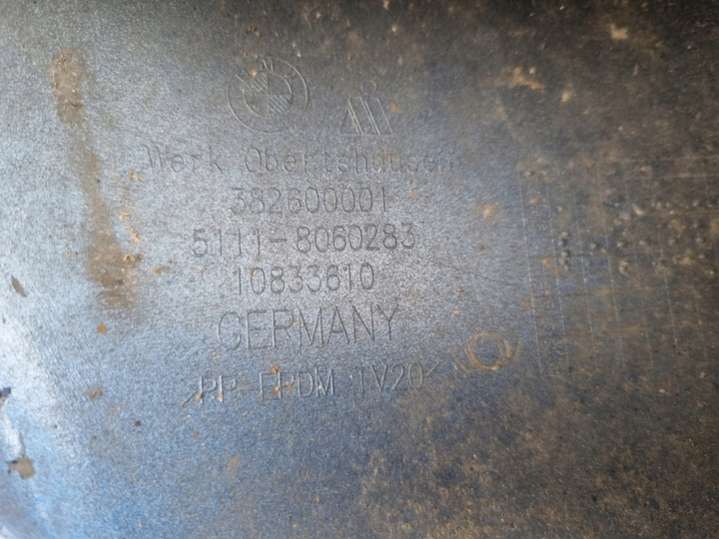 Werk Obertshausen
382600001
5111-8060283
10833610
GERMANY
>PP-EPDM TV20<